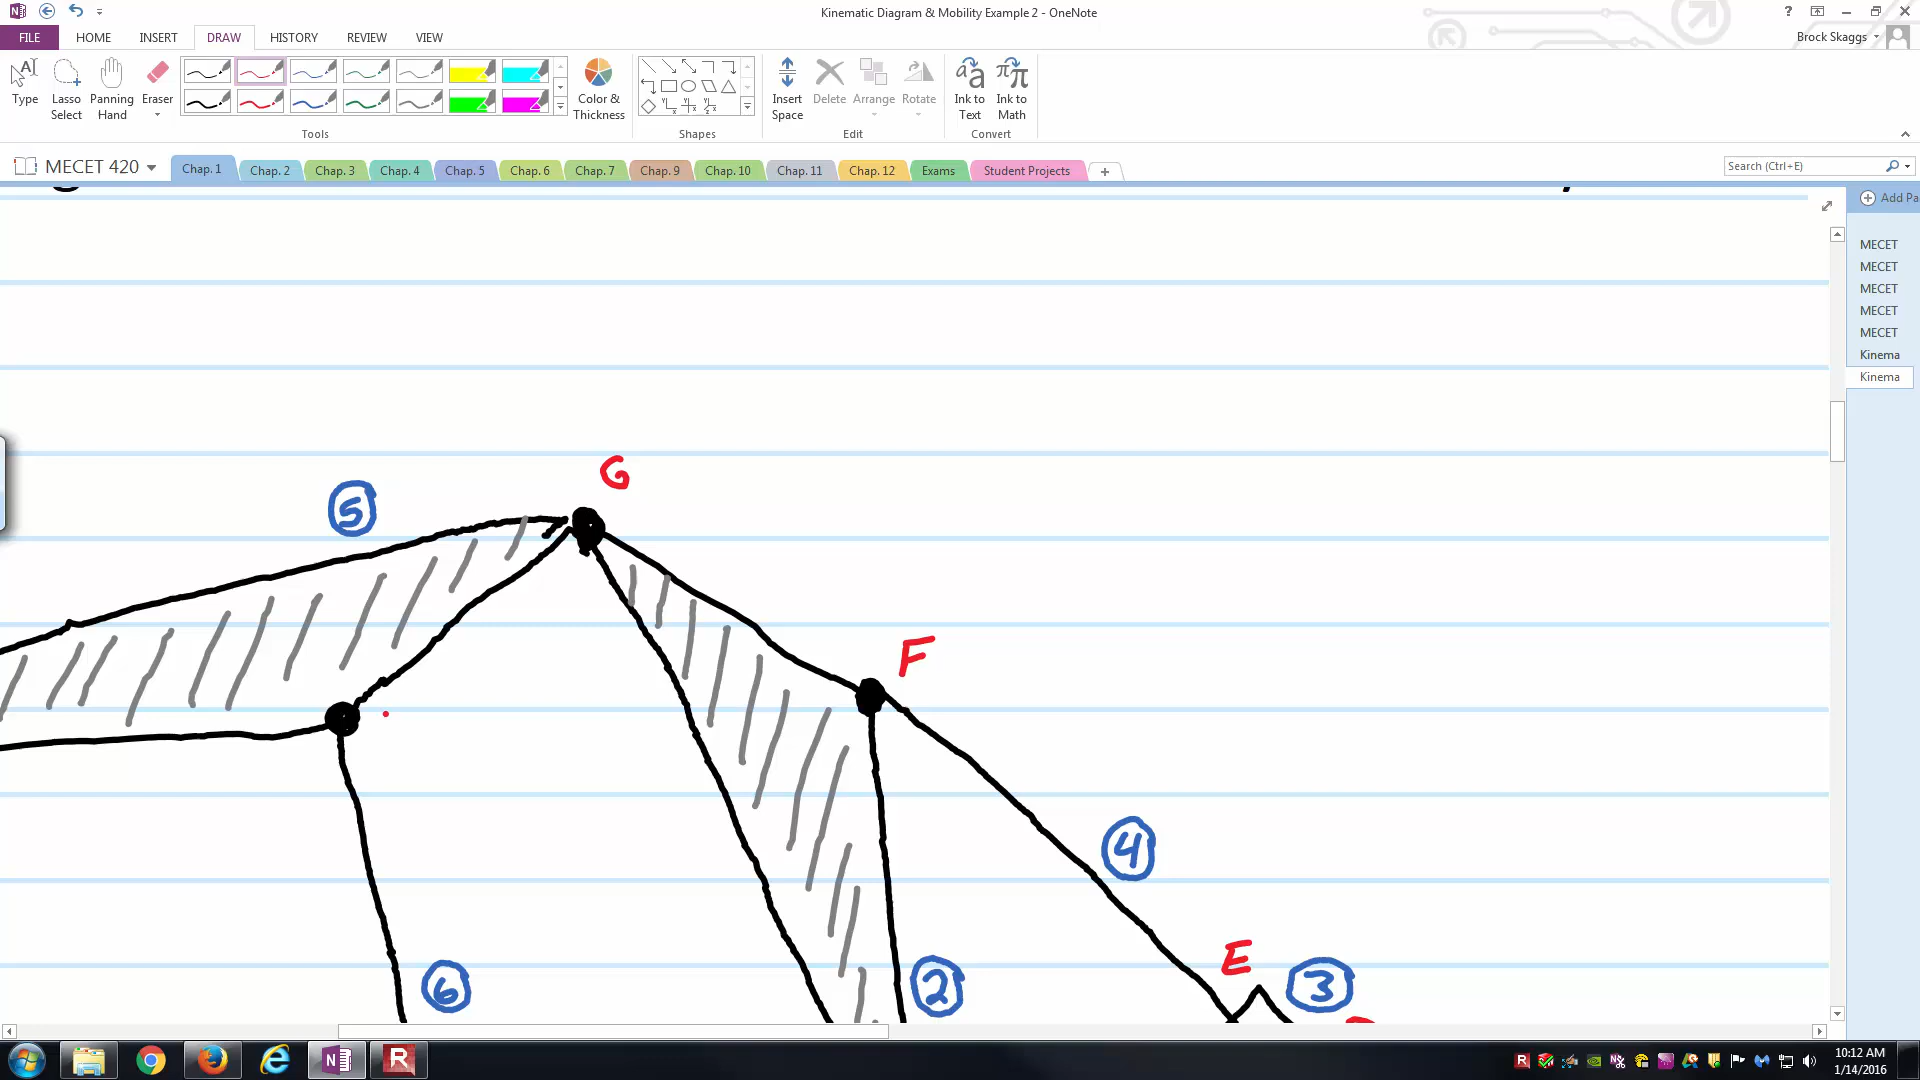 Kinematic Diagram & Mobility Example 2 - OneNote
?
FILE HOME INSERT DRAW HISTORY REVIEW VIEW
Brock Skaggs
Type
Lasso Select
Panning Hand
Eraser
Color & Thickness
Insert Space
Delete
Arrange
Rotate
Ink to Text
Ink to Math
Tools
Shapes
Edit
Convert
MECET 420
Chap. 1 Chap. 2 Chap. 3 Chap. 4 Chap. 5 Chap. 6 Chap. 7 Chap. 9 Chap. 10 Chap. 11 Chap. 12 Exams Student Projects +
Search (Ctrl+E)
Add Pa
MECET
MECET
MECET
MECET
MECET
Kinema
Kinema
G
5
F
4
E
3
6
2
10:12 AM
1/14/2016